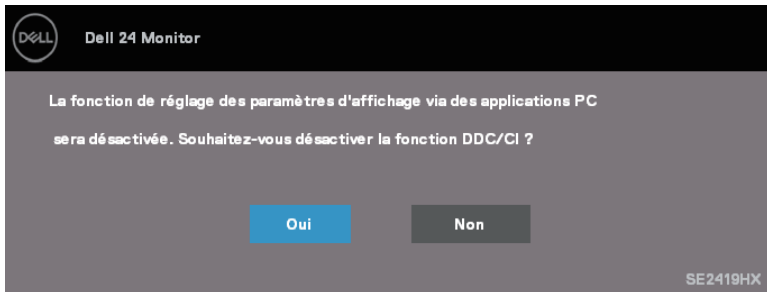 DELL
Dell 24 Monitor
La fonction de réglage des paramètres d'affichage via des applications PC
sera désactivée. Souhaitez-vous désactiver la fonction DDC/CI ?
Oui
Non
SE2419HX